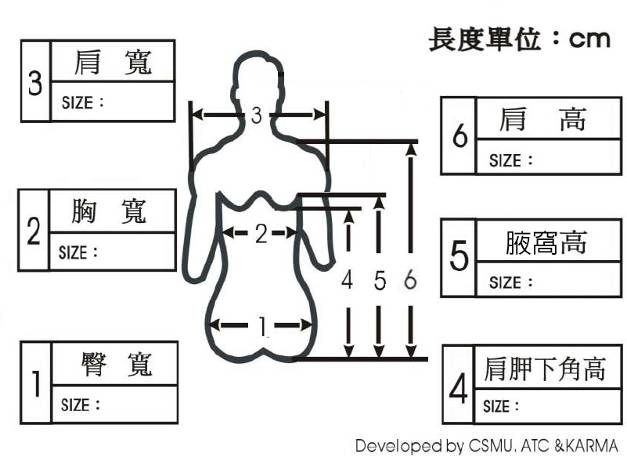 長度單位：cm
3 肩 寬
SIZE：
2 胸 寬
SIZE：
1 臀 寬
SIZE：
3
2
1
4 5 6
6 肩 高
SIZE：
5 腋窩高
SIZE：
4 肩胛下角高
SIZE：
Developed by CSMU. ATC &KARMA